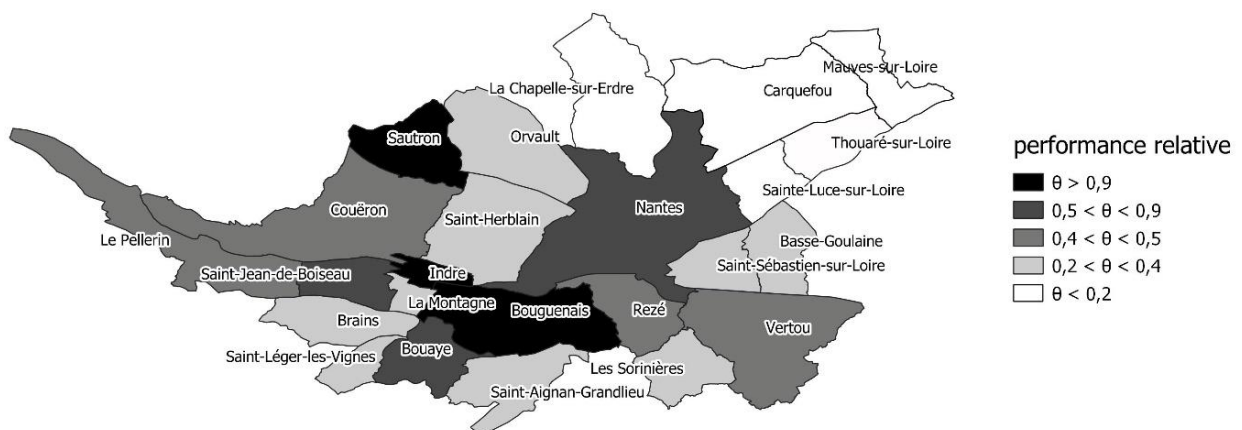 Mauves-sur-Loire
La Chapelle-sur-Erdre
Carquefou
Sautron
Orvault
Thouaré-sur-Loire
Sainte-Luce-sur-Loire
Couëron
Saint-Herblain
Nantes
Le Pellerin
Basse-Goulaine
Saint-Sébastien-sur-Loire
Saint-Jean-de-Boiseau
Indre
La Montagne
Bouguenais
Rezé
Vertou
Brains
Saint-Léger-les-Vignes
Bouaye
Les Sorinières
Saint-Aignan-Grandlieu
performance relative
θ > 0,9
0,5 < θ < 0,9
0,4 < θ < 0,5
0,2 < θ < 0,4
θ < 0,2